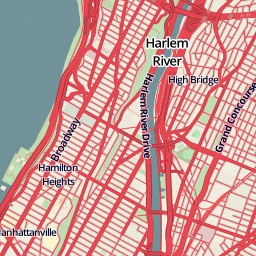 Harlem
River
High Bridge
Harlem River Drive
Grand Concourse
Broadway
Hamilton
Heights
Manhattanville